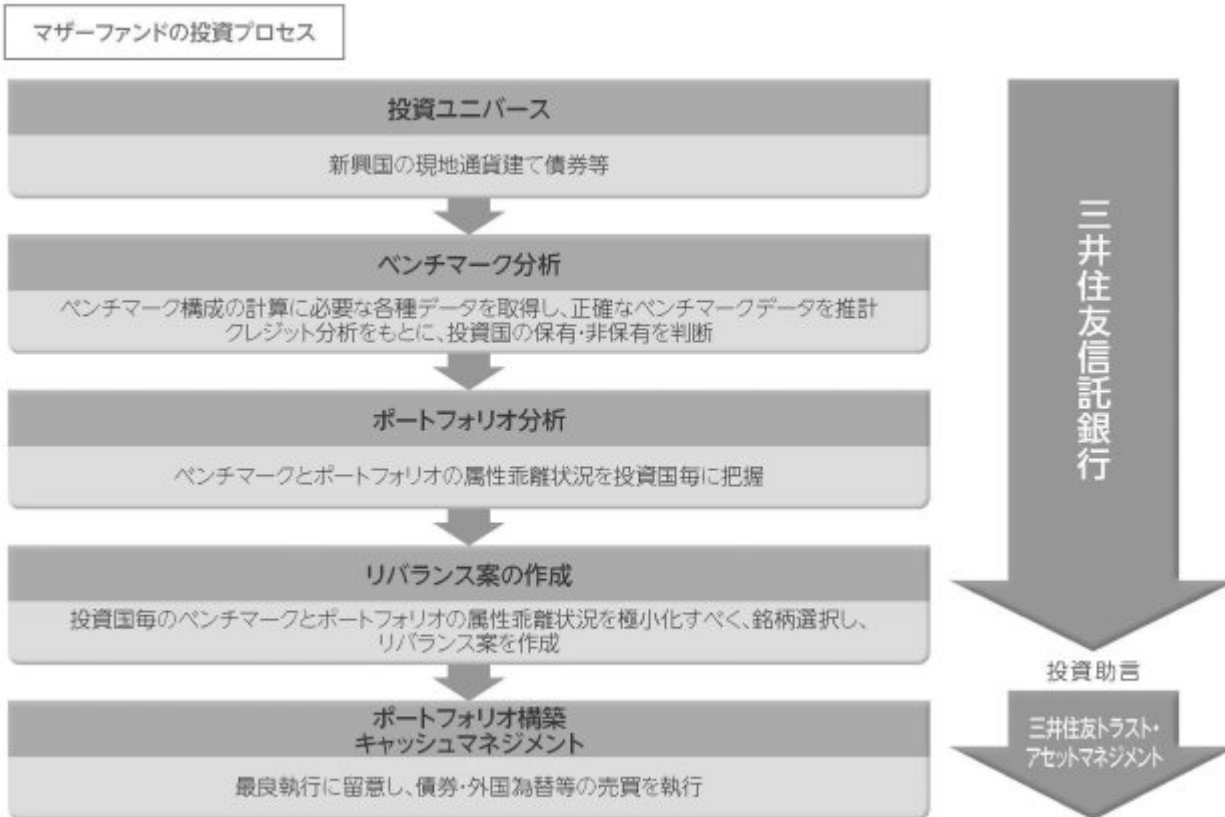 マザーファンドの投資プロセス
投資ユニバース
新興国の現地通貨建て債券等
ベンチマーク分析
ベンチマーク構成の計算に必要な各種データを取得し、正確なベンチマークデータを推計
クレジット分析をもとに、投資国の保有・非保有を判断
ポートフォリオ分析
ベンチマークとポートフォリオの属性乖離状況を投資国毎に把握
リバランス案の作成
投資国毎のベンチマークとポートフォリオの属性乖離状況を極小化すべく、銘柄選択し、
リバランス案を作成
ポートフォリオ構築
キャッシュマネジメント
最良執行に留意し、債券・外国為替等の売買を執行
三井住友信託銀行
投資助言
三井住友トラスト・
アセットマネジメント